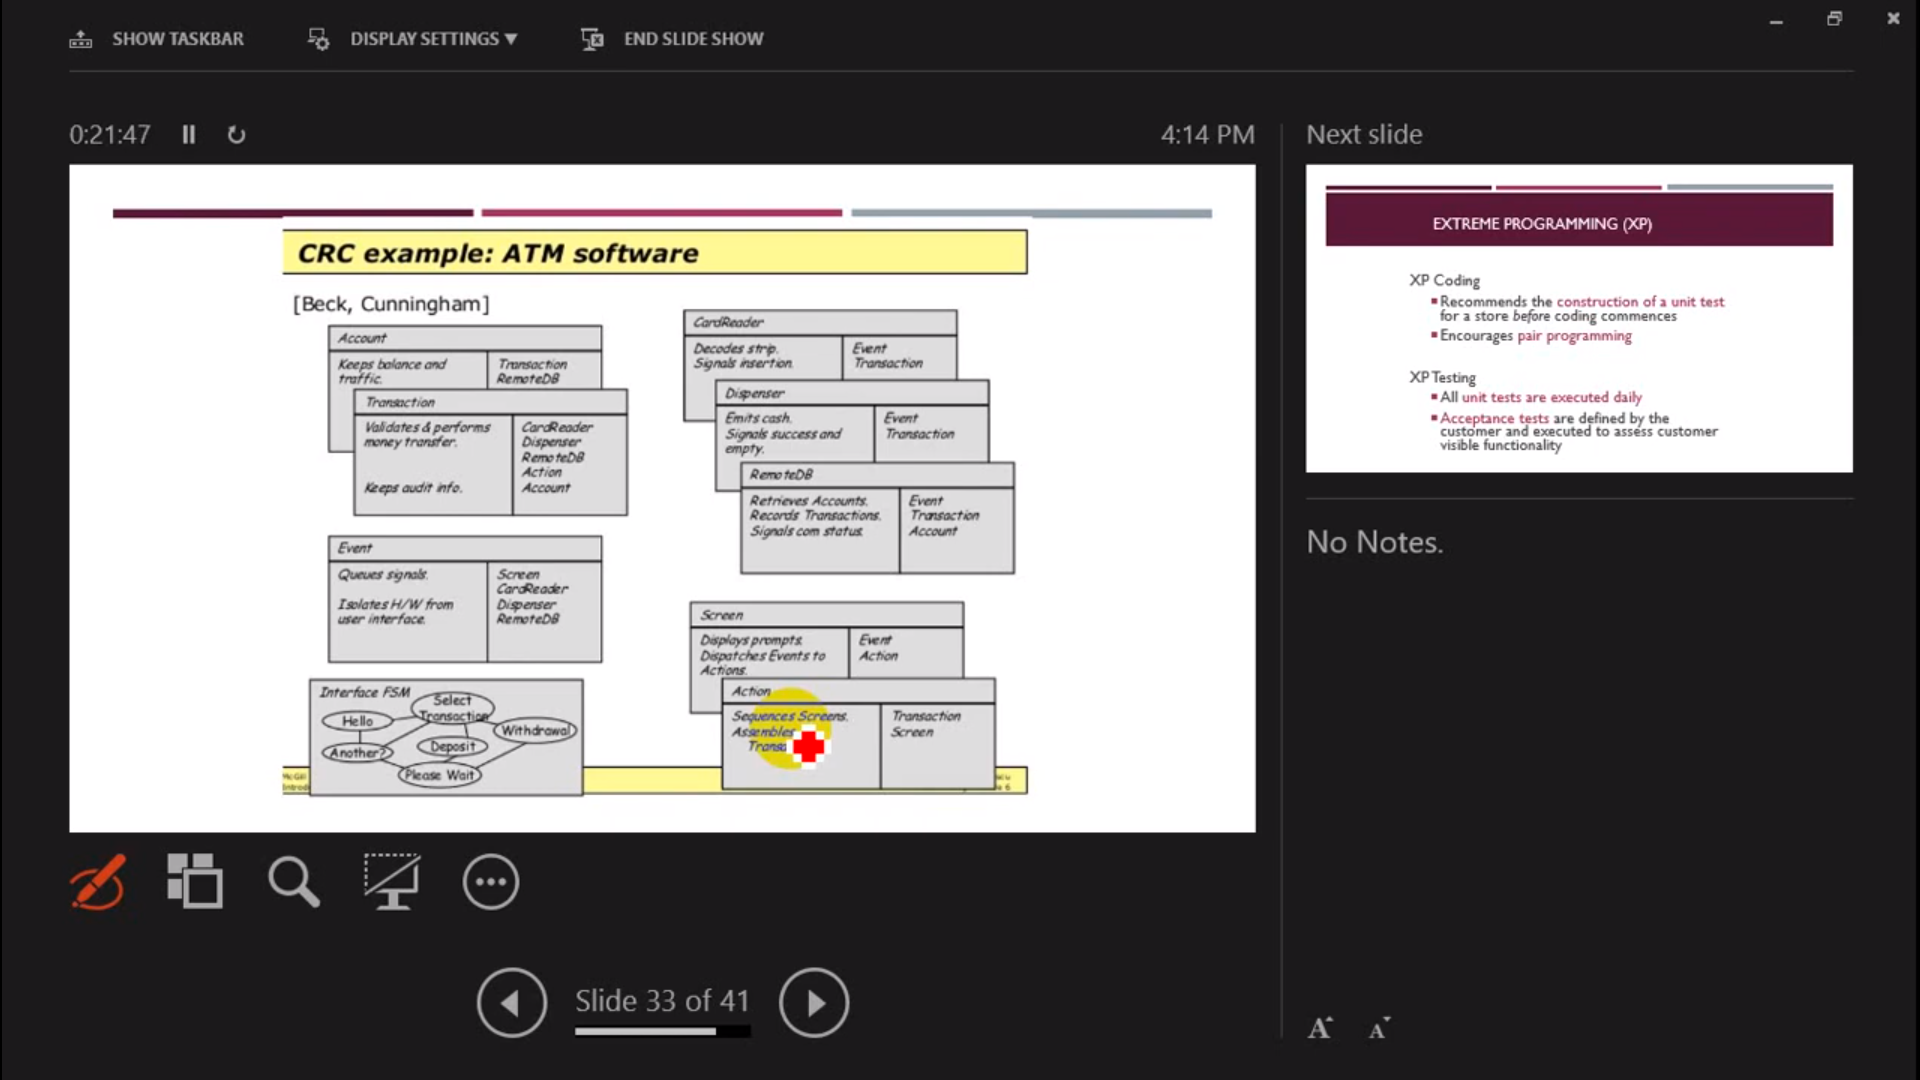 SHOW TASKBAR
DISPLAY SETTINGS
END SLIDE SHOW
0:21:47
4:14 PM
CRC example: ATM software
[Beck, Cunningham]
Account
Keeps balance and
traffic.
Transaction
RemoteDB
Transaction
Validates & performs
money transfer.
Keeps audit info.
CardReader
Dispenser
RemoteDB
Action
Account
Event
Queues signals.
Isolates H/W from
user interface.
Screen
CardReader
Dispenser
RemoteDB
Interface FSM
Select
Transaction
Hello
Withdrawal
Another?
Deposit
Please Wait
CardReader
Decodes strip.
Signals insertion.
Event
Transaction
Dispenser
Emits cash.
Signals success and
empty.
Event
Transaction
RemoteDB
Retrieves Accounts.
Records Transactions.
Signals com status.
Event
Transaction
Account
Screen
Displays prompts.
Dispatches Events to
Actions.
Event
Action
Action
Sequences Screens.
Assembles
Transaction
Screen
Slide 33 of 41
Next slide
EXTREME PROGRAMMING (XP)
XP Coding
Recommends the construction of a unit test
for a store before coding commences
Encourages pair programming
XP Testing
All unit tests are executed daily
Acceptance tests are defined by the
customer and executed to assess customer
visible functionality
No Notes.
A
A